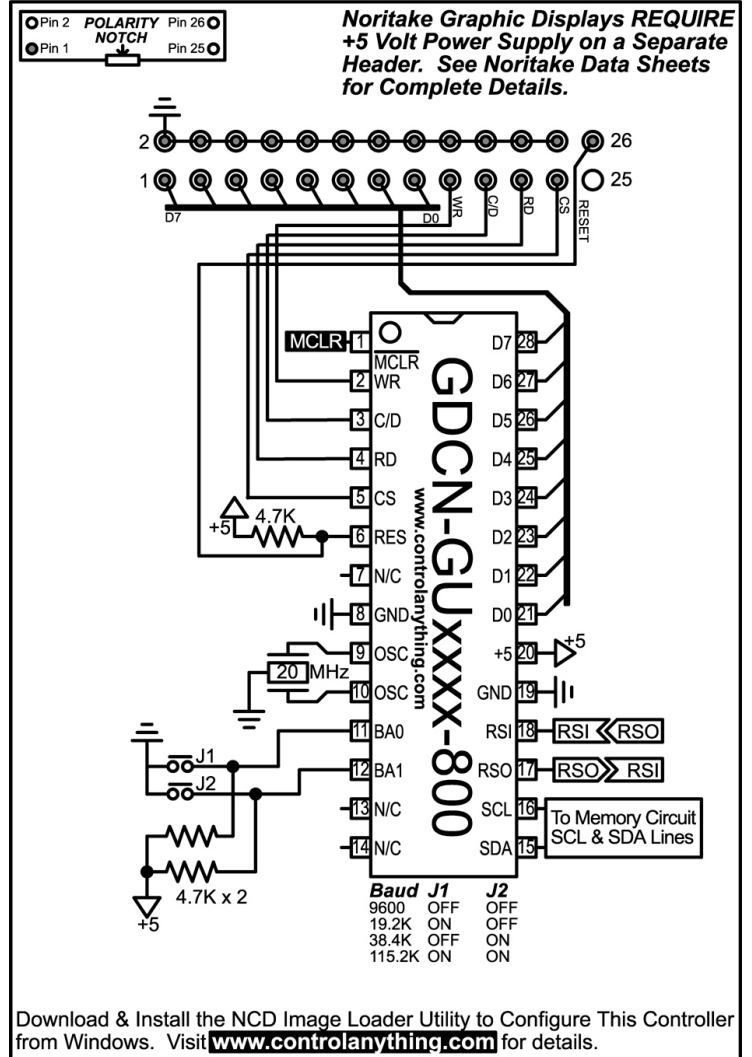 Pin 2 POLARITY NOTCH Pin 26
Pin 1 Pin 25
Noritake Graphic Displays REQUIRE
+5 Volt Power Supply on a Separate
Header. See Noritake Data Sheets
for Complete Details.
2 26
1 25
D7 D0 WR C/D RD CS RESET
MCLR 1 MCLR
2 WR
3 C/D
4 RD
5 CS
+5 4.7K
6 RES
7 N/C
8 GND
9 OSC
20 MHz
10 OSC
11 BA0
J1
12 BA1
J2
13 N/C
14 N/C
4.7K x 2
+5
GDCN-GUXXXX-800
www.controlanything.com
D7 28
D6 27
D5 26
D4 25
D3 24
D2 23
D1 22
D0 21
+5 20 +5
GND 19
RSI 18 RSI RSO
RSO 17 RSO RSI
SCL 16
SDA 15
To Memory Circuit
SCL & SDA Lines
Baud J1 J2
9600 OFF OFF
19.2K ON OFF
38.4K OFF ON
115.2K ON ON
Download & Install the NCD Image Loader Utility to Configure This Controller
from Windows. Visit www.controlanything.com for details.